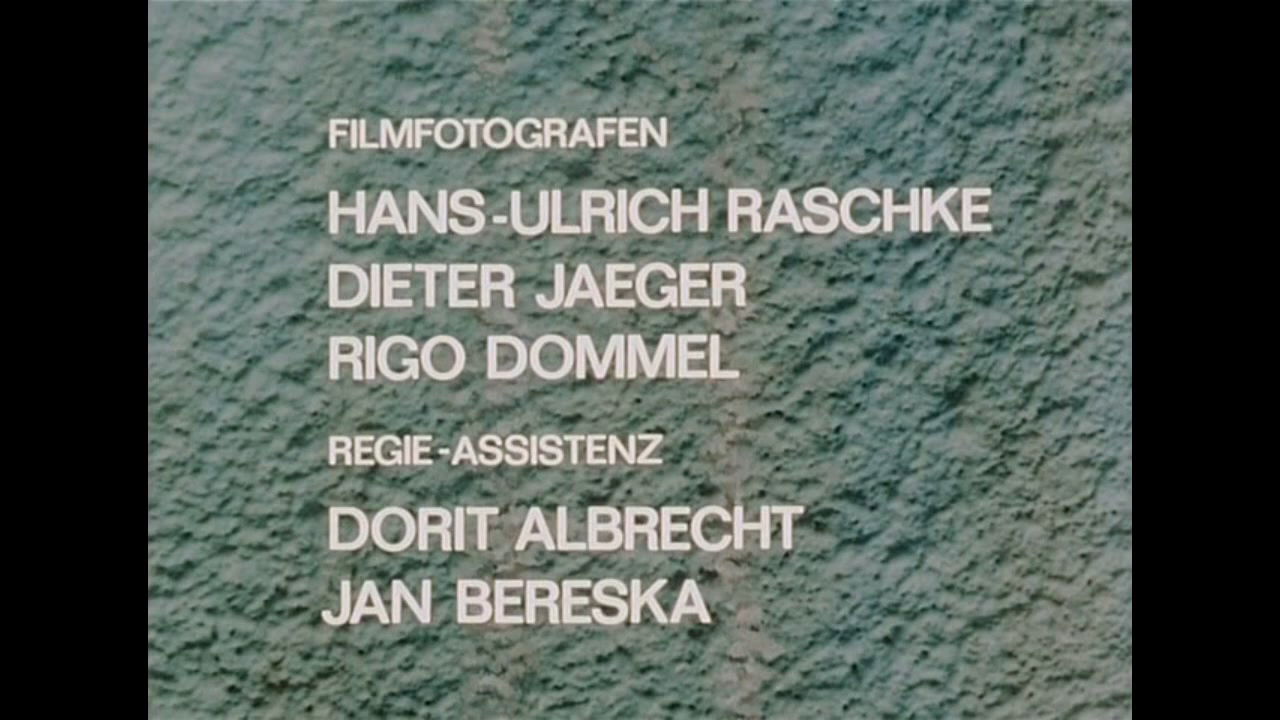 FILMFOTOGRAFEN
HANS-ULRICH RASCHKE
DIETER JAEGER
RIGO DOMMEL
REGIE-ASSISTENZ
DORIT ALBRECHT
JAN BERESKA